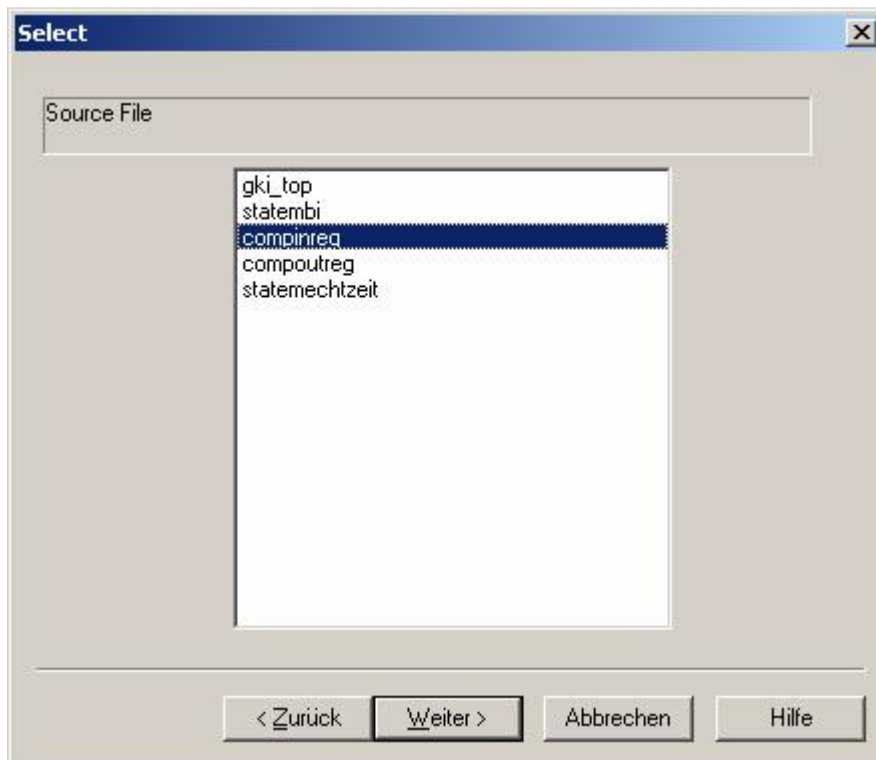 Select
Source File
gki_top
statembi
compinreg
compoutreg
statemechtzeit
< Zurück
Weiter >
Abbrechen
Hilfe